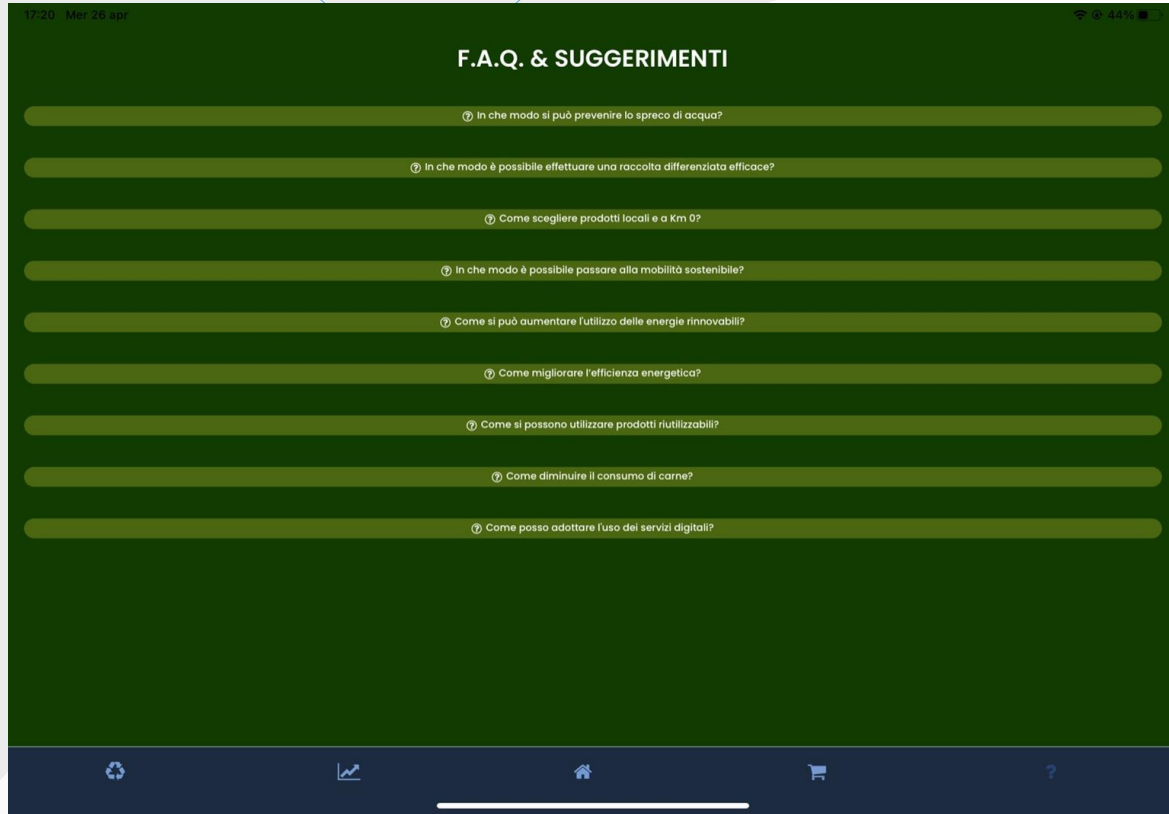 17:20 Mer 26 apr
44%
F.A.Q. & SUGGERIMENTI
In che modo si può prevenire lo spreco di acqua?
In che modo è possibile effettuare una raccolta differenziata efficace?
Come scegliere prodotti locali e a Km 0?
In che modo è possibile passare alla mobilità sostenibile?
Come si può aumentare l'utilizzo delle energie rinnovabili?
Come migliorare l'efficienza energetica?
Come si possono utilizzare prodotti riutilizzabili?
Come diminuire il consumo di carne?
Come posso adottare l'uso dei servizi digitali?